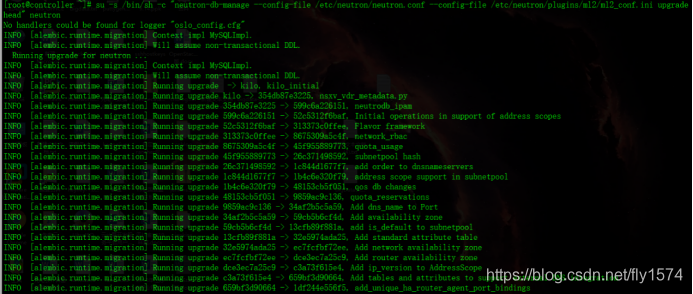 [root@controller ~]# su -s /bin/sh -c "neutron-db-manage --config-file /etc/neutron/neutron.conf --config-file /etc/neutron/plugins/ml2/ml2_conf.ini upgrade
head" neutron
No handlers could be found for logger "oslo_config.cfg"
INFO  [alembic.runtime.migration] Context impl MySQLImpl.
INFO  [alembic.runtime.migration] Will assume non-transactional DDL.
  Running upgrade for neutron ...
INFO  [alembic.runtime.migration] Context impl MySQLImpl.
INFO  [alembic.runtime.migration] Will assume non-transactional DDL.
INFO  [alembic.runtime.migration] Running upgrade  -> kilo, kilo_initial
INFO  [alembic.runtime.migration] Running upgrade kilo -> 354db87e3225, nsxv_vdr_metadata.py
INFO  [alembic.runtime.migration] Running upgrade 354db87e3225 -> 599c6a226151, neutrodb_ipam
INFO  [alembic.runtime.migration] Running upgrade 599c6a226151 -> 52c5312f6baf, Initial operations in support of address scopes
INFO  [alembic.runtime.migration] Running upgrade 52c5312f6baf -> 313373c0ffee, Flavor framework
INFO  [alembic.runtime.migration] Running upgrade 313373c0ffee -> 8675309a5c4f, network_rbac
INFO  [alembic.runtime.migration] Running upgrade 8675309a5c4f -> 45f955889773, quota_usage
INFO  [alembic.runtime.migration] Running upgrade 45f955889773 -> 26c371498592, subnetpool hash
INFO  [alembic.runtime.migration] Running upgrade 26c371498592 -> 1c844d1677f7, add order to dnsnameservers
INFO  [alembic.runtime.migration] Running upgrade 1c844d1677f7 -> 1b4c6e320f79, address scope support in subnetpool
INFO  [alembic.runtime.migration] Running upgrade 1b4c6e320f79 -> 48153cb5f051, qos db changes
INFO  [alembic.runtime.migration] Running upgrade 48153cb5f051 -> 9859ac9c136, quota_reservations
INFO  [alembic.runtime.migration] Running upgrade 9859ac9c136 -> 34af2b5c5a59, Add dns_name to Port
INFO  [alembic.runtime.migration] Running upgrade 34af2b5c5a59 -> 59cb5b6cf4d, Add availability zone
INFO  [alembic.runtime.migration] Running upgrade 59cb5b6cf4d -> 13cfb89f881a, add is_default to subnetpool
INFO  [alembic.runtime.migration] Running upgrade 13cfb89f881a -> 32e5974ada25, Add standard attribute table
INFO  [alembic.runtime.migration] Running upgrade 32e5974ada25 -> ec7fcfbf72ee, Add network availability zone
INFO  [alembic.runtime.migration] Running upgrade ec7fcfbf72ee -> dce3ec7a25c9, Add router availability zone
INFO  [alembic.runtime.migration] Running upgrade dce3ec7a25c9 -> c3a73f615e4, Add ip_version to AddressScope
INFO  [alembic.runtime.migration] Running upgrade c3a73f615e4 -> 659bf3d90664, Add tables and attributes to
INFO  [alembic.runtime.migration] Running upgrade 659bf3d90664 -> 1df244e556f5, add_unique_ha_router_agent_port_bindings
https://blog.csdn.net/fly1574